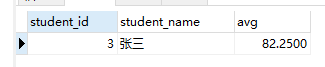 student_id student_name avg
3 张三 82.2500